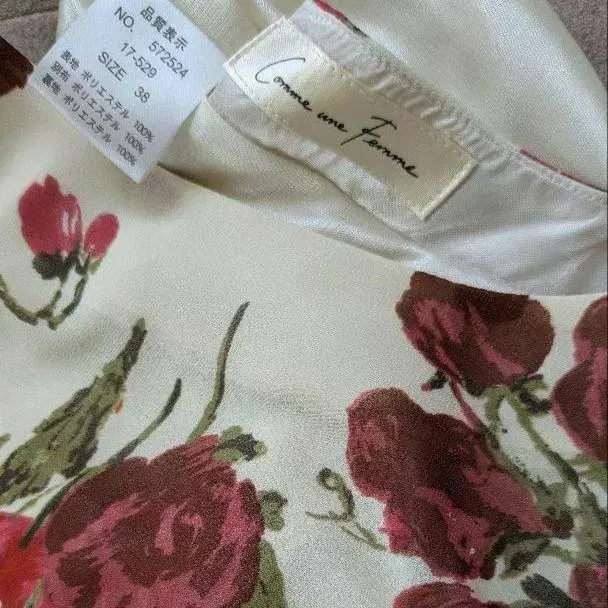 品質表示
NO. 572524
17-529
SIZE 38
表地 ポリエステル 100%
別布 ポリエステル 100%
裏地 ポリエステル 100%
Comme une Femme